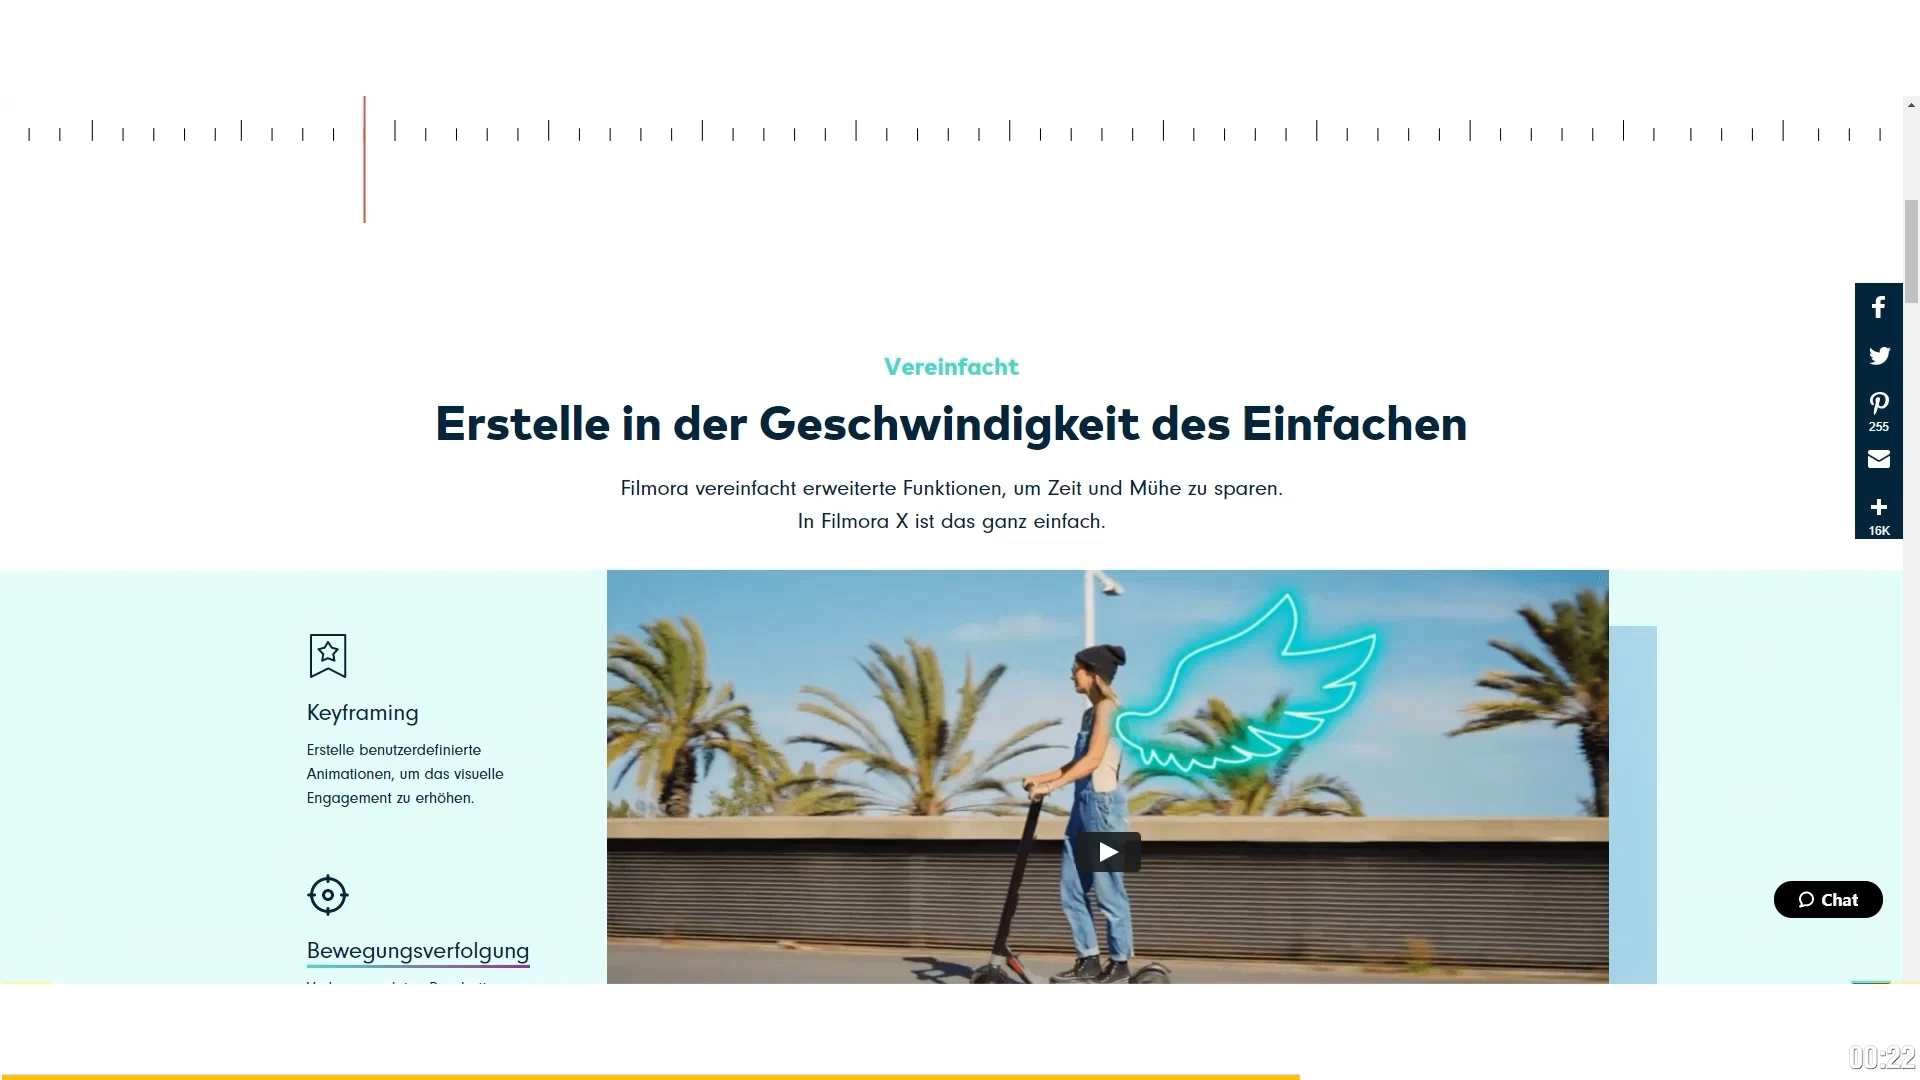 Vereinfacht
Erstelle in der Geschwindigkeit des Einfachen
Filmora vereinfacht erweiterte Funktionen, um Zeit und Mühe zu sparen.
In Filmora X ist das ganz einfach.
255
16K
Keyframing
Erstelle benutzerdefinierte
Animationen, um das visuelle
Engagement zu erhöhen.
Bewegungsverfolgung
Chat
00:22